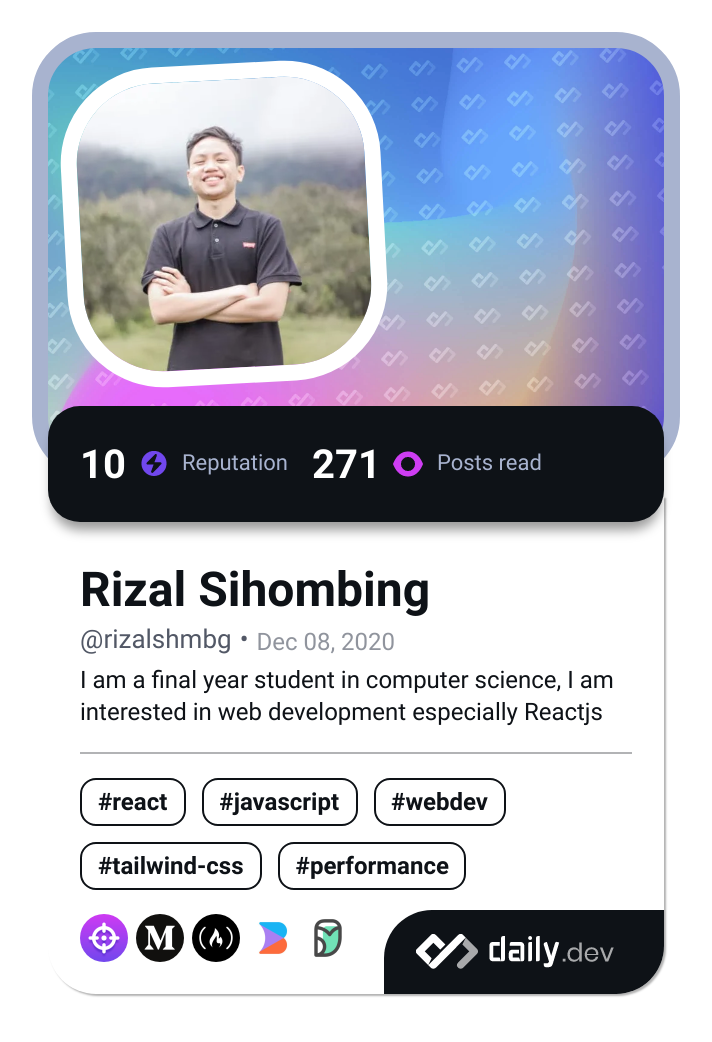 10 Reputation 271 Posts read
Rizal Sihombing
@rizalshmbg • Dec 08, 2020
I am a final year student in computer science, I am
interested in web development especially Reactjs
#react #javascript #webdev
#tailwind-css #performance
M
daily.dev